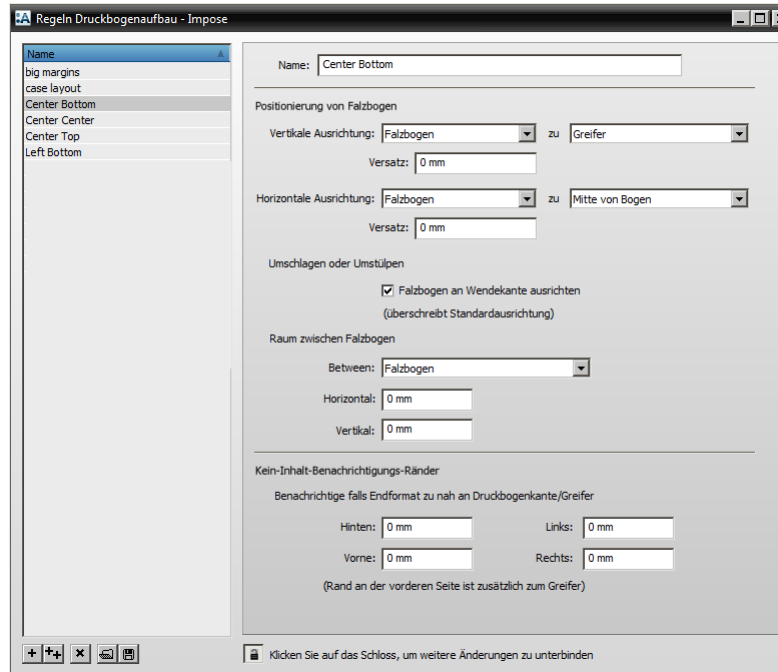 :A Regeln Druckbogenaufbau - Impose
Name
big margins
case layout
Center Bottom
Center Center
Center Top
Left Bottom
Name: Center Bottom
Positionierung von Falzbogen
Vertikale Ausrichtung: Falzbogen zu Greifer
Versatz: 0 mm
Horizontale Ausrichtung: Falzbogen zu Mitte von Bogen
Versatz: 0 mm
Umschlagen oder Umstülpen
Falzbogen an Wendekante ausrichten
(überschreibt Standardausrichtung)
Raum zwischen Falzbogen
Between: Falzbogen
Horizontal: 0 mm
Vertikal: 0 mm
Kein-Inhalt-Benachrichtigungs-Ränder
Benachrichtige falls Endformat zu nah an Druckbogenkante/Greifer
Hinten: 0 mm Links: 0 mm
Vorne: 0 mm Rechts: 0 mm
(Rand an der vorderen Seite ist zusätzlich zum Greifer)
Klicken Sie auf das Schloss, um weitere Änderungen zu unterbinden